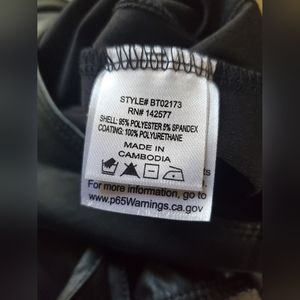 STYLE# BT02173
RN# 142577
SHELL: 95% POLYESTER 5% SPANDEX
COATING: 100% POLYURETHANE
MADE IN
CAMBODIA
ts
For more information, go to
www.p65Warnings.ca.gov